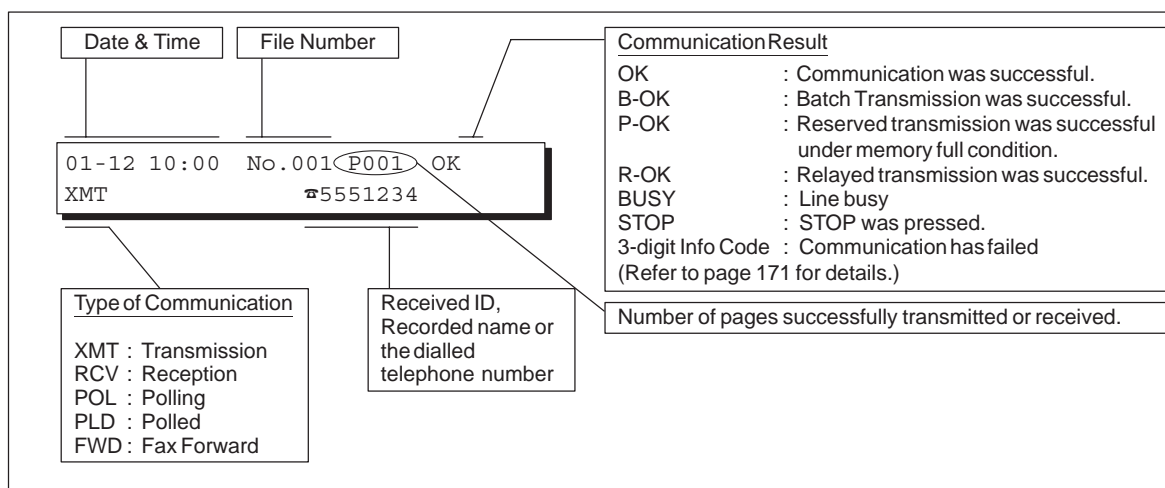 Date & Time
File Number
Communication Result
OK : Communication was successful.
B-OK : Batch Transmission was successful.
P-OK : Reserved transmission was successful
under memory full condition.
R-OK : Relayed transmission was successful.
BUSY : Line busy
STOP : STOP was pressed.
3-digit Info Code : Communication has failed
(Refer to page 171 for details.)
01-12 10:00 No.001 P001 OK
XMT ☎5551234
Type of Communication
XMT : Transmission
RCV : Reception
POL : Polling
PLD : Polled
FWD : Fax Forward
Received ID,
Recorded name or
the dialled
telephone number
Number of pages successfully transmitted or received.